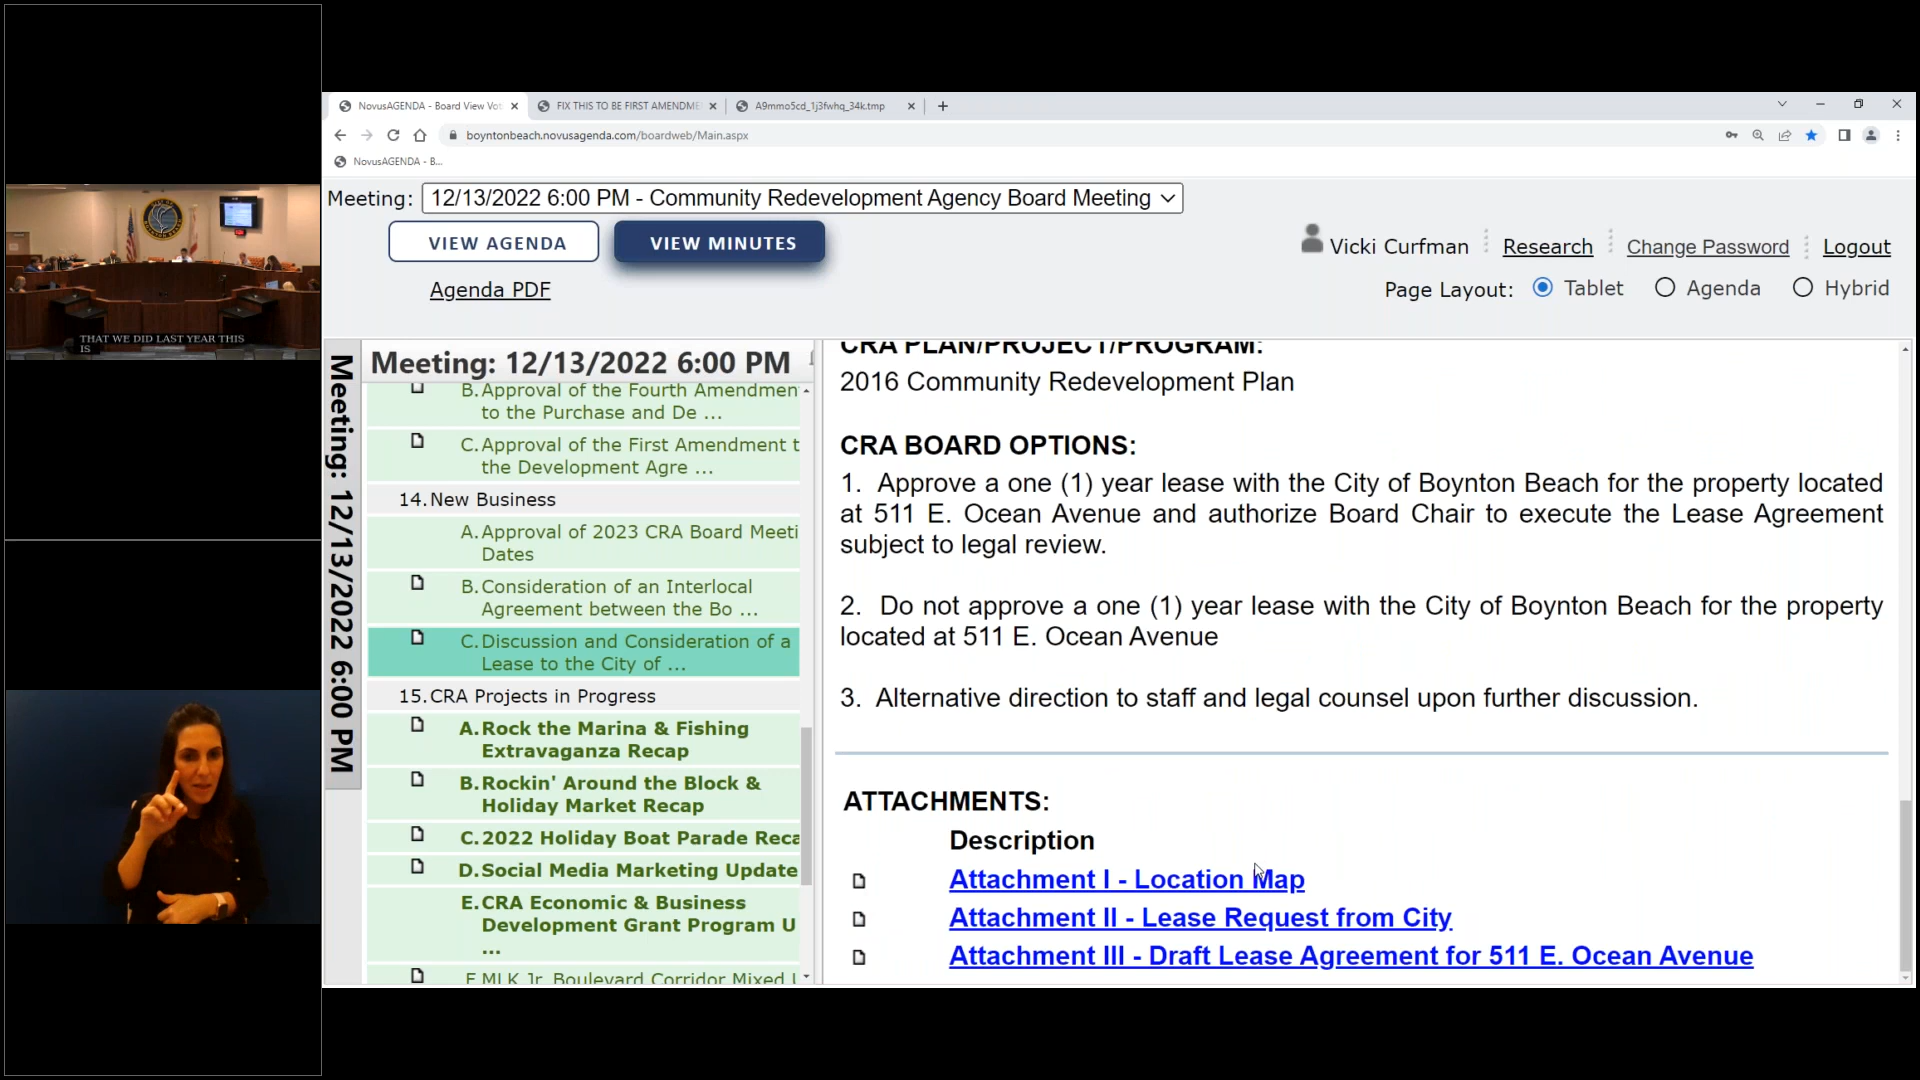 NovusAGENDA - Board View Vot
FIX THIS TO BE FIRST AMENDME
A9mmo5cd_1j3fwhq_34k.tmp
boyntonbeach.novusagenda.com/boardweb/Main.aspx
NovusAGENDA - B...
Meeting: 12/13/2022 6:00 PM - Community Redevelopment Agency Board Meeting
VIEW AGENDA
VIEW MINUTES
Agenda PDF
Vicki Curfman
Research
Change Password
Logout
Page Layout:
Tablet
Agenda
Hybrid
THAT WE DID LAST YEAR THIS
IS
Meeting: 12/13/2022 6:00 PM
Meeting: 12/13/2022 6:00 PM
B.Approval of the Fourth Amendmen
to the Purchase and De ...
C.Approval of the First Amendment t
the Development Agre ...
14.New Business
A.Approval of 2023 CRA Board Meeti
Dates
B.Consideration of an Interlocal
Agreement between the Bo ...
C.Discussion and Consideration of a
Lease to the City of ...
15.CRA Projects in Progress
A.Rock the Marina & Fishing
Extravaganza Recap
B.Rockin' Around the Block &
Holiday Market Recap
C.2022 Holiday Boat Parade Reca
D.Social Media Marketing Update
E.CRA Economic & Business
Development Grant Program U
...
F.MLK Jr. Boulevard Corridor Mixed U
CRA PLAN/PROJECT/PROGRAM:
2016 Community Redevelopment Plan
CRA BOARD OPTIONS:
1. Approve a one (1) year lease with the City of Boynton Beach for the property located
at 511 E. Ocean Avenue and authorize Board Chair to execute the Lease Agreement
subject to legal review.
2. Do not approve a one (1) year lease with the City of Boynton Beach for the property
located at 511 E. Ocean Avenue
3. Alternative direction to staff and legal counsel upon further discussion.
ATTACHMENTS:
Description
Attachment I - Location Map
Attachment II - Lease Request from City
Attachment III - Draft Lease Agreement for 511 E. Ocean Avenue